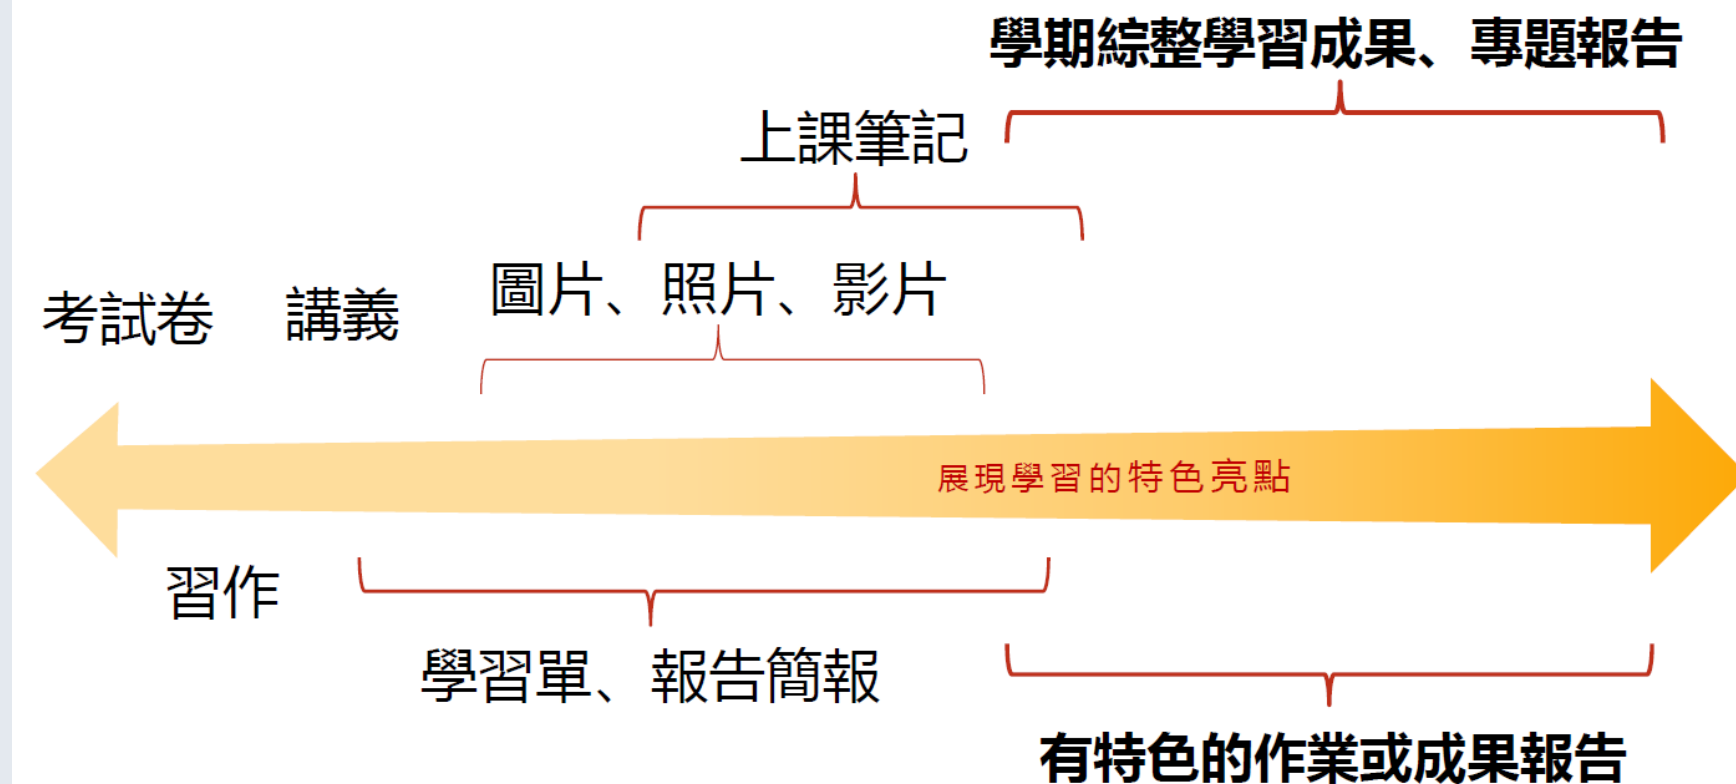 學期綜整學習成果、專題報告
上課筆記
圖片、照片、影片
考試卷
講義
展現學習的特色亮點
習作
學習單、報告簡報
有特色的作業或成果報告